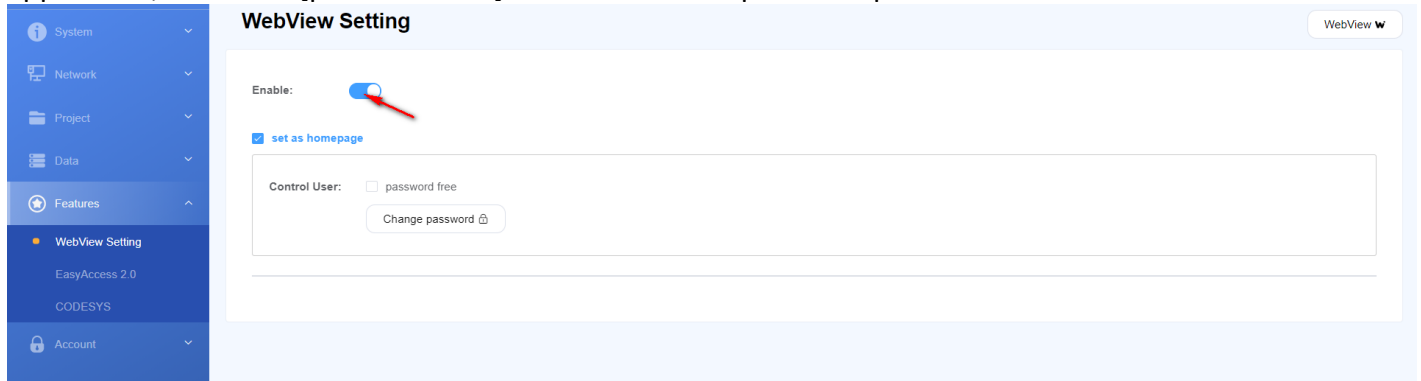 System
Network
Project
Data
Features
WebView Setting
EasyAccess 2.0
CODESYS
Account
WebView Setting
WebView
Enable:
set as homepage
Control User:
password free
Change password